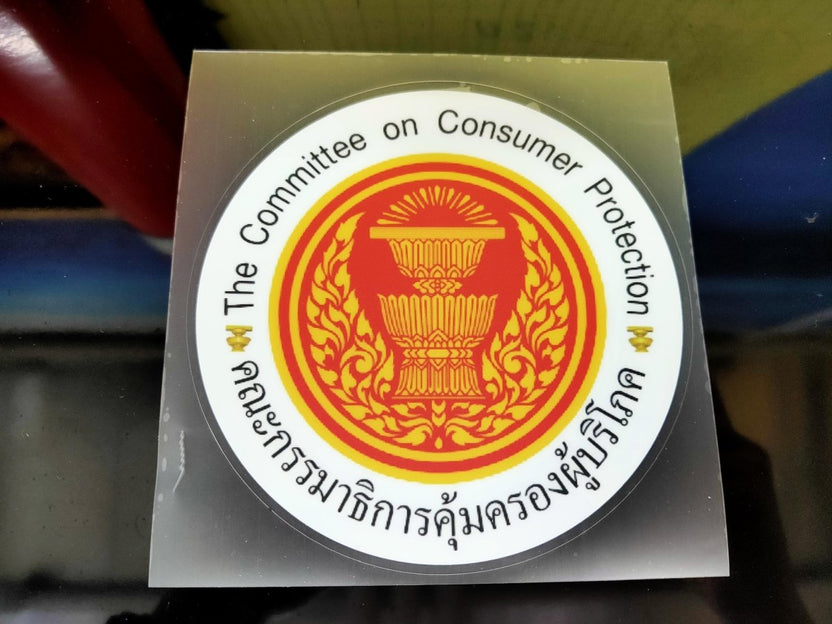 The Committee on Consumer Protection
คณะกรรมาธิการคุ้มครองผู้บริโภค